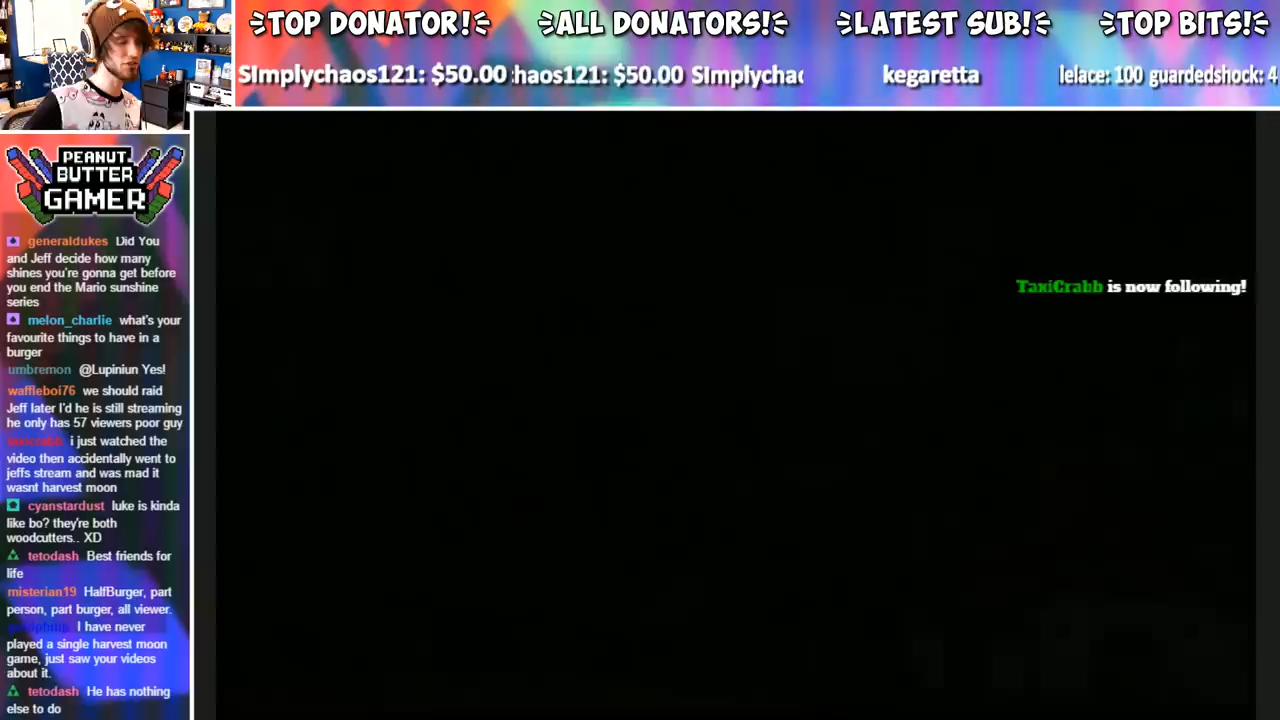 TOP DONATOR!
ALL DONATORS!
LATEST SUB!
TOP BITS!
SImplychaos121: $50.00
:haos121: $50.00 SImplychac
kegaretta
lelace: 100 guardedshock: 4
PEANUT
BUTTER
GAMER
TaxiCrabb is now following!
generaldukes Did You
and Jeff decide how many
shines you're gonna get before
you end the Mario sunshine
series
melon_charlie what's your
favourite things to have in a
burger
umbremon @Lupiniun Yes!
waffleboi76 we should raid
Jeff later I'd he is still streaming
he only has 57 viewers poor guy
taxicrabb i just watched the
video then accidentally went to
jeffs stream and was mad it
wasnt harvest moon
cyanstardust luke is kinda
like bo? they're both
woodcutters.. XD
tetodash Best friends for
life
misterian19 HalfBurger, part
person, part burger, all viewer.
I have never
played a single harvest moon
game, just saw your videos
about it.
tetodash He has nothing
else to do